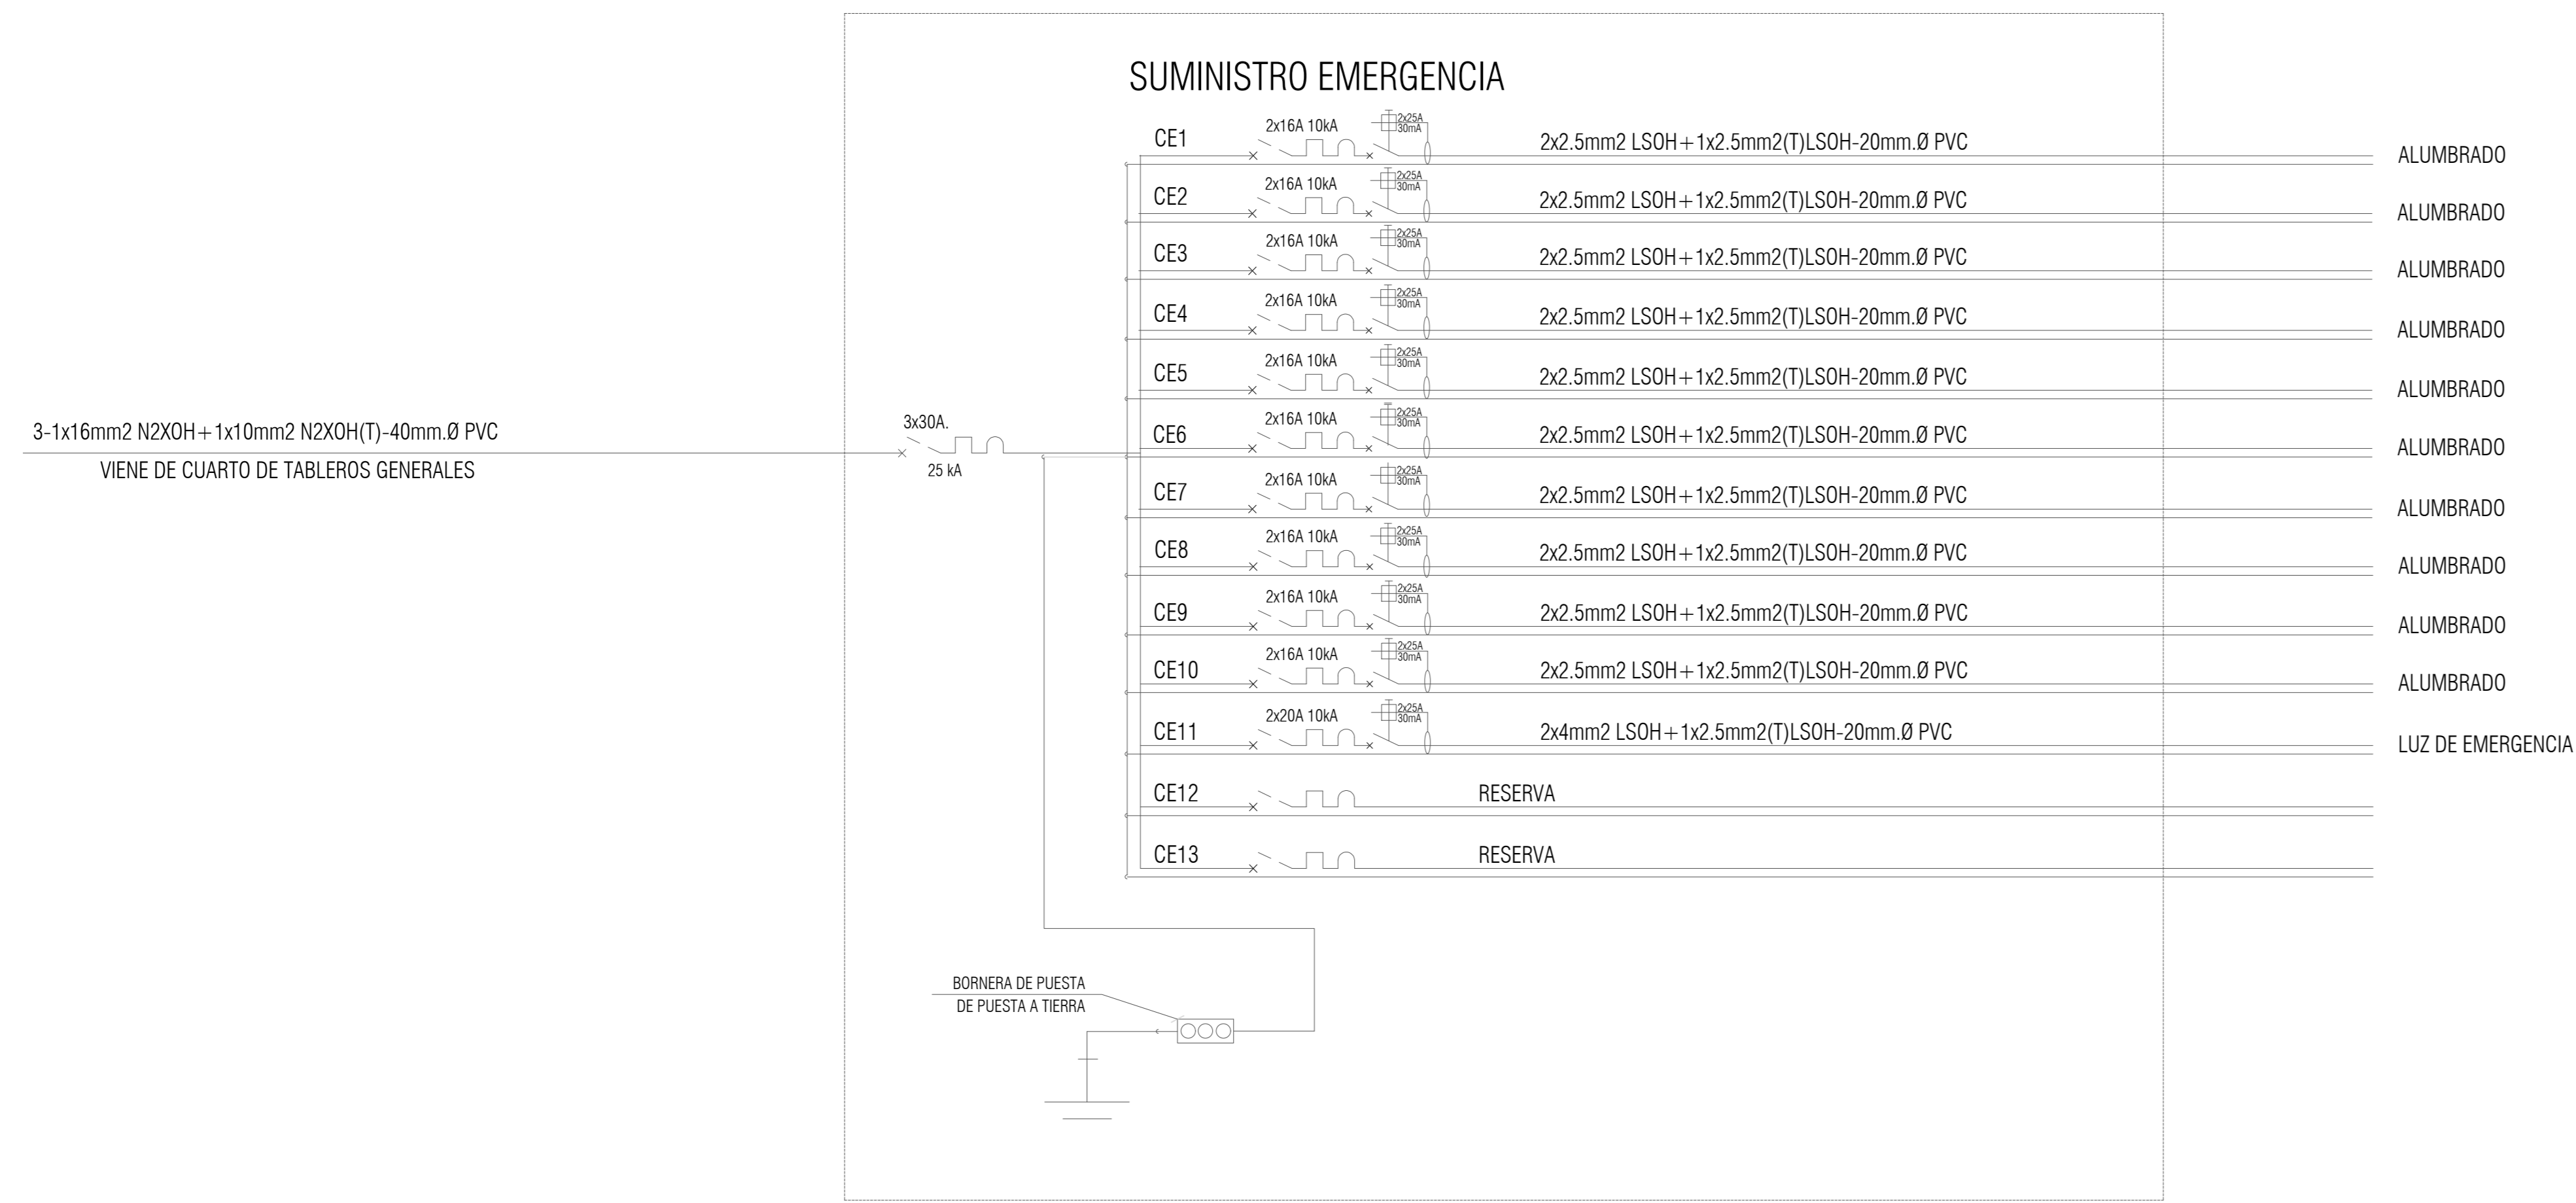 SUMINISTRO EMERGENCIA
CE1 2x16A 10kA 2x25A 30mA 2x2.5mm2 LSOH+1x2.5mm2(T)LSOH-20mm.Ø PVC ALUMBRADO
CE2 2x16A 10kA 2x25A 30mA 2x2.5mm2 LSOH+1x2.5mm2(T)LSOH-20mm.Ø PVC ALUMBRADO
CE3 2x16A 10kA 2x25A 30mA 2x2.5mm2 LSOH+1x2.5mm2(T)LSOH-20mm.Ø PVC ALUMBRADO
CE4 2x16A 10kA 2x25A 30mA 2x2.5mm2 LSOH+1x2.5mm2(T)LSOH-20mm.Ø PVC ALUMBRADO
CE5 2x16A 10kA 2x25A 30mA 2x2.5mm2 LSOH+1x2.5mm2(T)LSOH-20mm.Ø PVC ALUMBRADO
3-1x16mm2 N2XOH+1x10mm2 N2XOH(T)-40mm.Ø PVC
VIENE DE CUARTO DE TABLEROS GENERALES
3x30A.
25 kA
CE6 2x16A 10kA 2x25A 30mA 2x2.5mm2 LSOH+1x2.5mm2(T)LSOH-20mm.Ø PVC ALUMBRADO
CE7 2x16A 10kA 2x25A 30mA 2x2.5mm2 LSOH+1x2.5mm2(T)LSOH-20mm.Ø PVC ALUMBRADO
CE8 2x16A 10kA 2x25A 30mA 2x2.5mm2 LSOH+1x2.5mm2(T)LSOH-20mm.Ø PVC ALUMBRADO
CE9 2x16A 10kA 2x25A 30mA 2x2.5mm2 LSOH+1x2.5mm2(T)LSOH-20mm.Ø PVC ALUMBRADO
CE10 2x16A 10kA 2x25A 30mA 2x2.5mm2 LSOH+1x2.5mm2(T)LSOH-20mm.Ø PVC ALUMBRADO
CE11 2x20A 10kA 2x25A 30mA 2x4mm2 LSOH+1x2.5mm2(T)LSOH-20mm.Ø PVC LUZ DE EMERGENCIA
CE12 RESERVA
CE13 RESERVA
BORNERA DE PUESTA
DE PUESTA A TIERRA